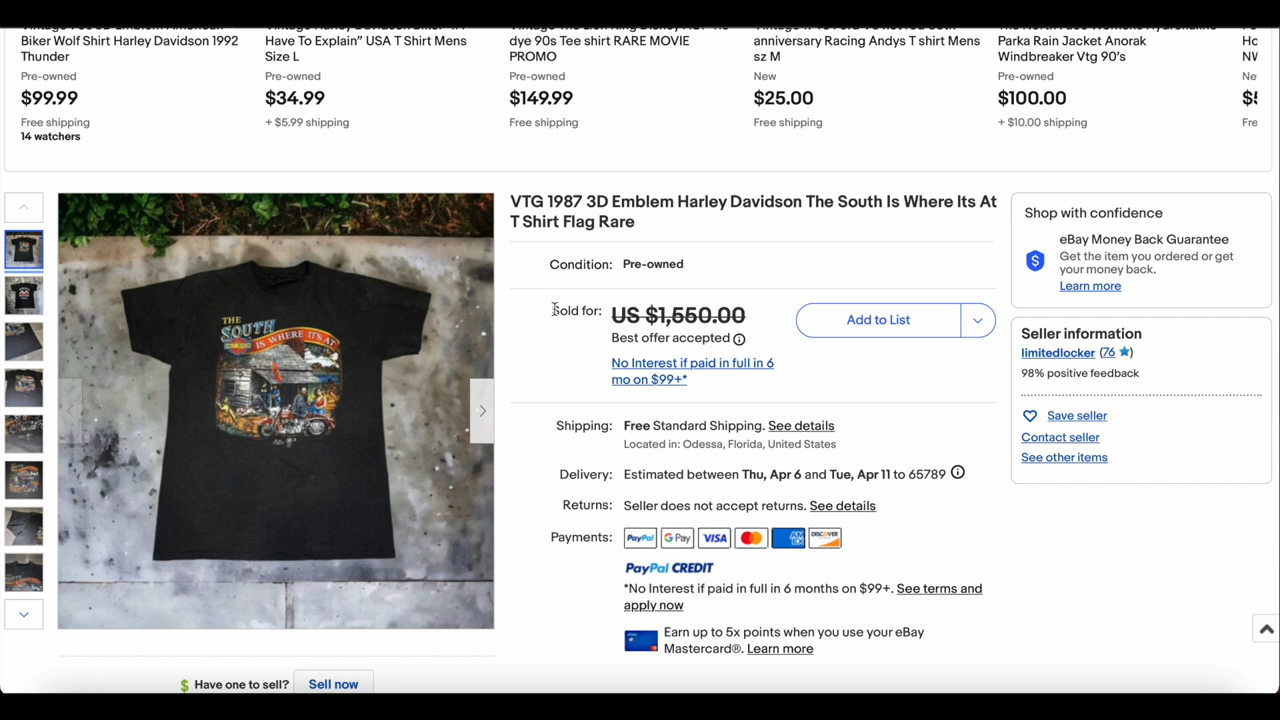 Biker Wolf Shirt Harley Davidson 1992
Thunder
Pre-owned
$99.99
Free shipping
14 watchers
Have To Explain” USA T Shirt Mens
Size L
Pre-owned
$34.99
+ $5.99 shipping
dye 90s Tee shirt RARE MOVIE
PROMO
Pre-owned
$149.99
Free shipping
anniversary Racing Andys T shirt Mens
sz M
New
$25.00
Free shipping
Parka Rain Jacket Anorak
Windbreaker Vtg 90’s
Pre-owned
$100.00
+ $10.00 shipping
THE
SOUTH
IS WHERE IT'S AT
VTG 1987 3D Emblem Harley Davidson The South Is Where Its At
T Shirt Flag Rare
Condition: Pre-owned
Sold for: US $1,550.00
Best offer accepted
No Interest if paid in full in 6
mo on $99+*
Add to List
Shipping: Free Standard Shipping. See details
Located in: Odessa, Florida, United States
Delivery: Estimated between Thu, Apr 6 and Tue, Apr 11 to 65789
Returns: Seller does not accept returns. See details
Payments: PayPal G Pay VISA AM EX DISCOVER
PayPal CREDIT
*No Interest if paid in full in 6 months on $99+. See terms and
apply now
Earn up to 5x points when you use your eBay
Mastercard®. Learn more
Shop with confidence
eBay Money Back Guarantee
Get the item you ordered or get
your money back.
Learn more
Seller information
limitedlocker (76)
98% positive feedback
Save seller
Contact seller
See other items
Have one to sell? Sell now